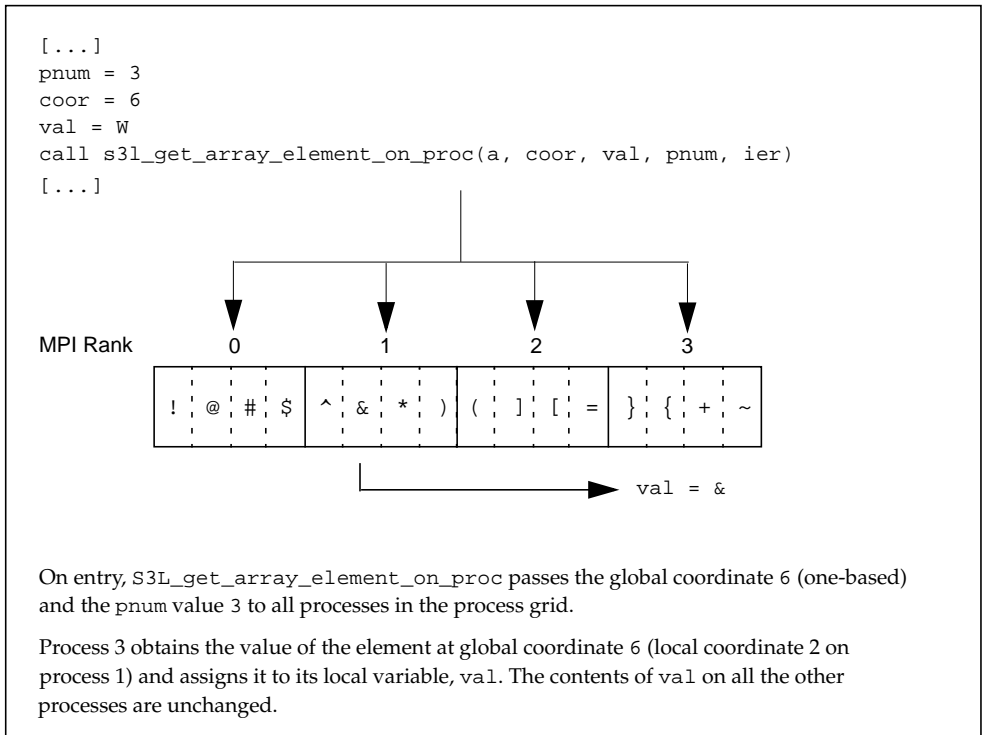 [...]
pnum = 3
coor = 6
val = W
call s3l_get_array_element_on_proc(a, coor, val, pnum, ier)
[...]
MPI Rank 0 1 2 3
! @ # $ ^ & * ) ( ] [ = } { + ~
val = &
On entry, S3L_get_array_element_on_proc passes the global coordinate 6 (one-based)
and the pnum value 3 to all processes in the process grid.
Process 3 obtains the value of the element at global coordinate 6 (local coordinate 2 on
process 1) and assigns it to its local variable, val. The contents of val on all the other
processes are unchanged.